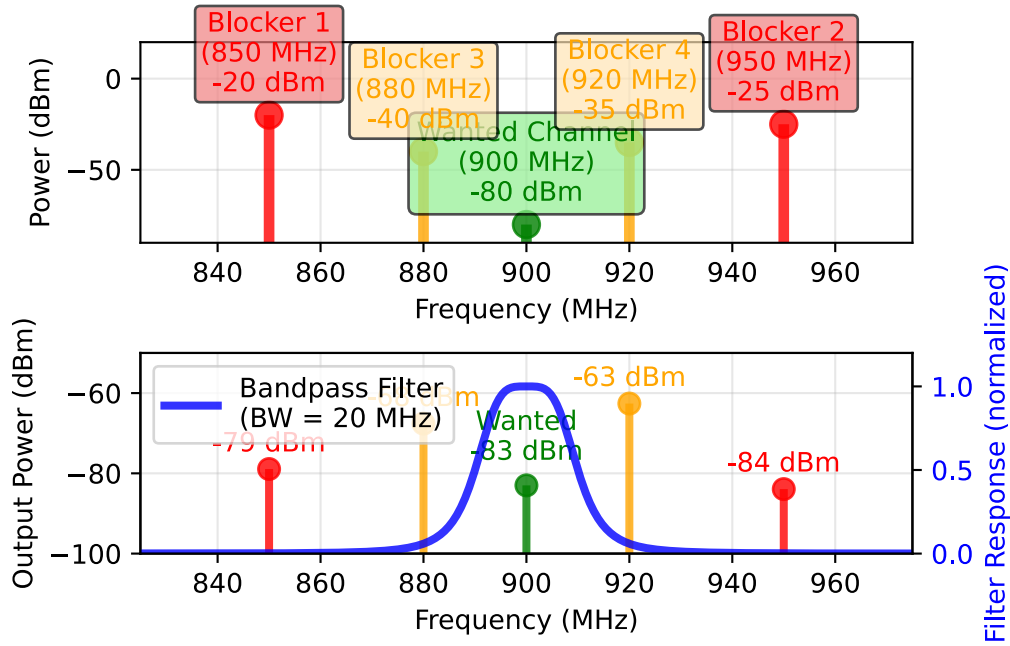 Blocker 1
(850 MHz)
-20 dBm
Blocker 3
(880 MHz)
-40 dBm
Blocker 4
(920 MHz)
-35 dBm
Blocker 2
(950 MHz)
-25 dBm
Wanted Channel
(900 MHz)
-80 dBm
Power (dBm)
0
−50
840
860
880
900
920
940
960
Frequency (MHz)
Output Power (dBm)
−60
−80
−100
Bandpass Filter
(BW = 20 MHz)
-79 dBm
dBm
Wanted
-83 dBm
-63 dBm
-84 dBm
1.0
0.5
0.0
Filter Response (normalized)
840
860
880
900
920
940
960
Frequency (MHz)